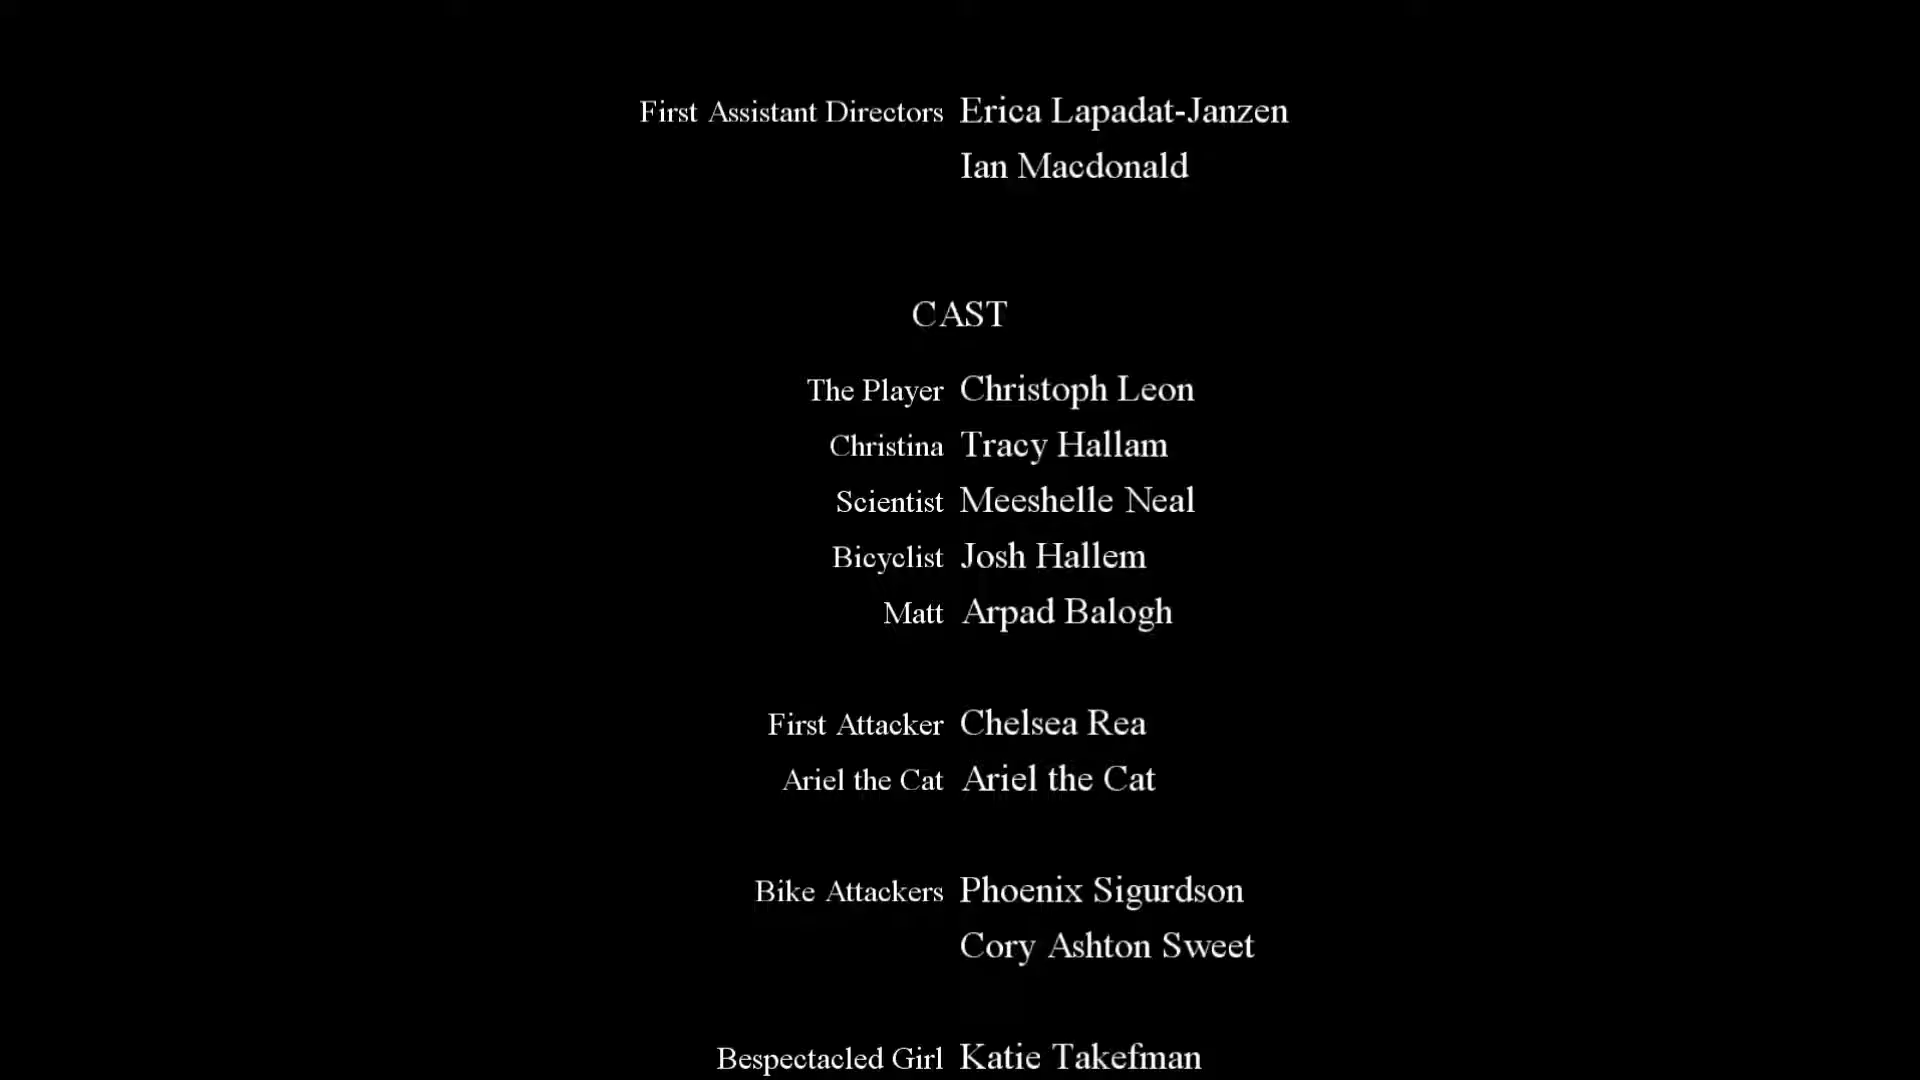 First Assistant Directors Erica Lapadat-Janzen
Ian Macdonald
CAST
The Player Christoph Leon
Christina Tracy Hallam
Scientist Meeshelle Neal
Bicyclist Josh Hallem
Matt Arpad Balogh
First Attacker Chelsea Rea
Ariel the Cat Ariel the Cat
Bike Attackers Phoenix Sigurdson
Cory Ashton Sweet
Bespectacled Girl Katie Takefman